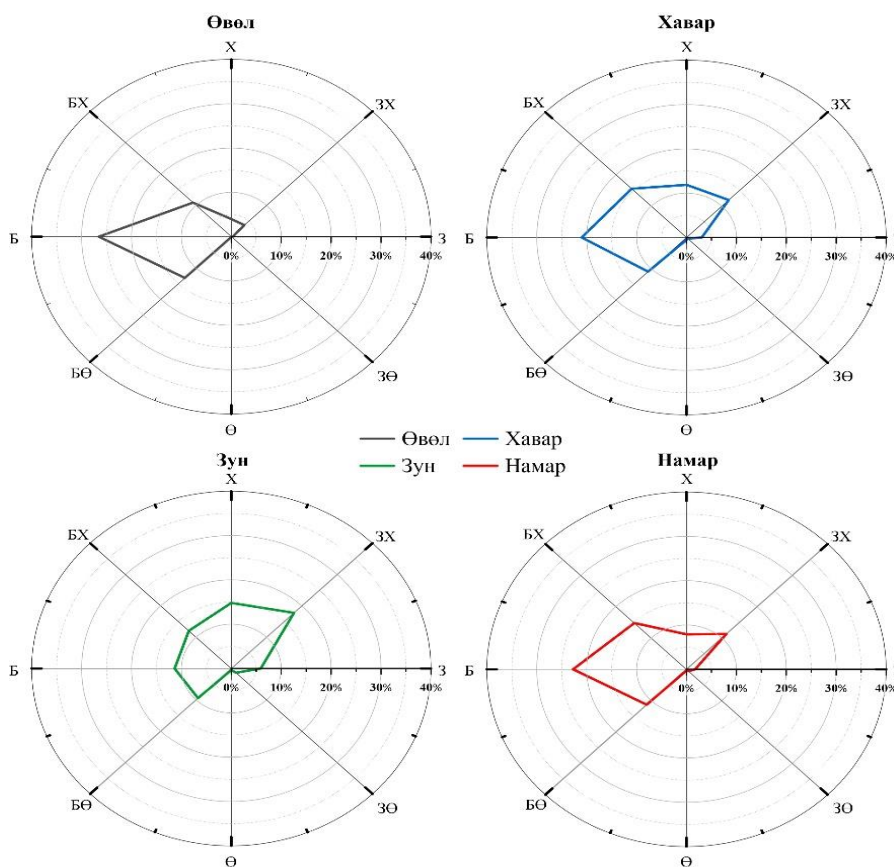 Өвөл
Х
БХ
ЗХ
Б
З
0% 10% 20% 30% 40%
БӨ
ЗӨ
Ө
Хавар
Х
БХ
ЗХ
Б
0% 10% 20% 30% 40%
БӨ
ЗӨ
Ө
Өвөл Хавар
Зун Намар
Зун
Х
БХ
ЗХ
Б
З
0% 10% 20% 30% 40%
БӨ
ЗӨ
Ө
Намар
Х
БХ
ЗХ
Б
0% 10% 20% 30% 40%
БӨ
ЗӨ
Ө